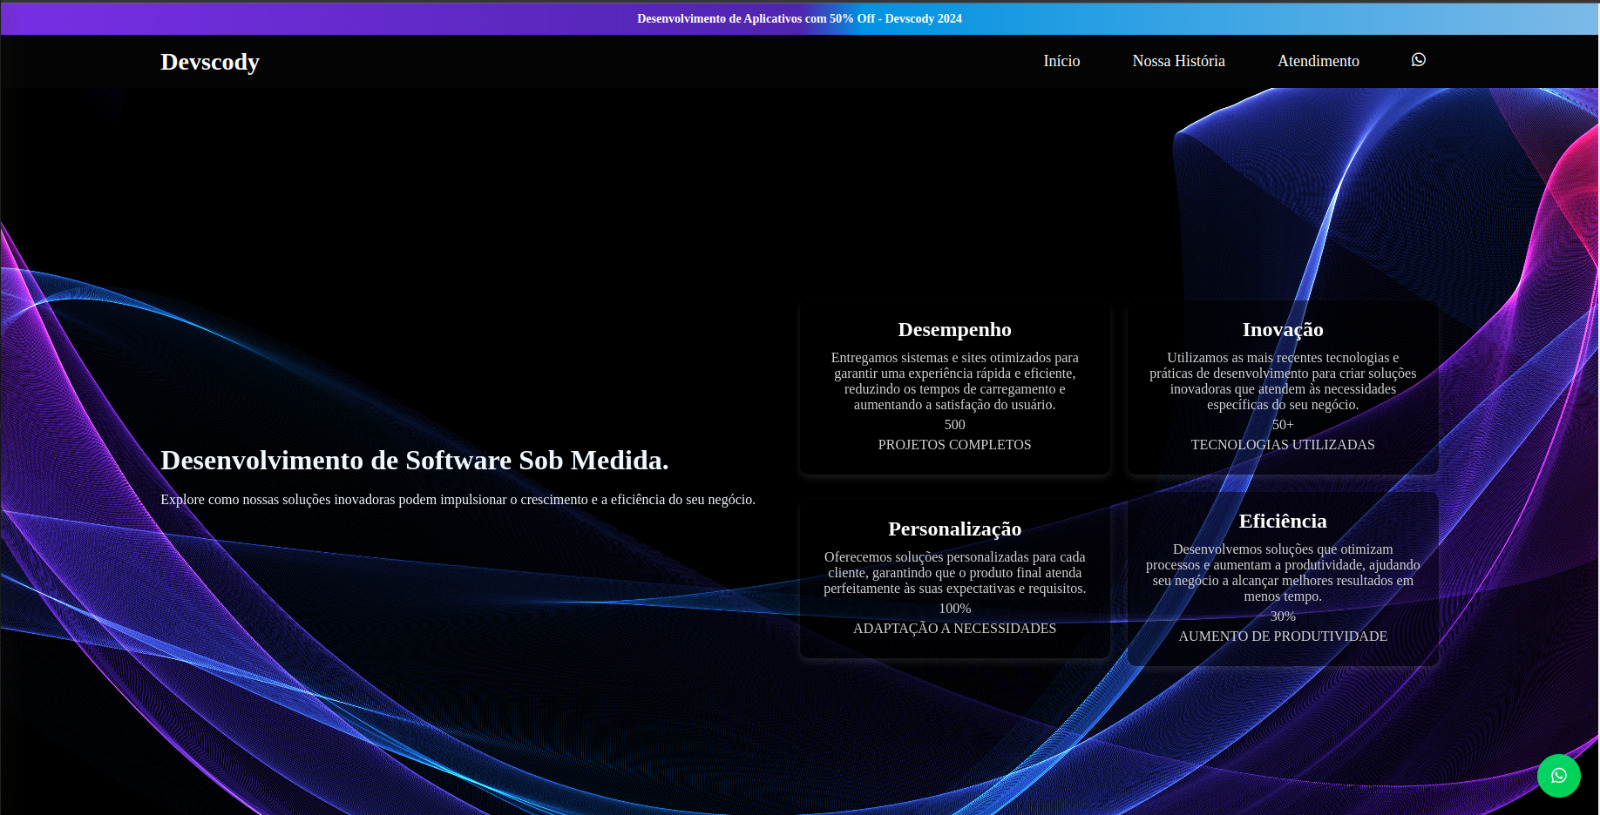 Desenvolvimento de Aplicativos com 50% Off - Devscody 2024
Devscody
Início
Nossa História
Atendimento
Desenvolvimento de Software Sob Medida.
Explore como nossas soluções inovadoras podem impulsionar o crescimento e a eficiência do seu negócio.
Desempenho
Entregamos sistemas e sites otimizados para
garantir uma experiência rápida e eficiente,
reduzindo os tempos de carregamento e
aumentando a satisfação do usuário.
500
PROJETOS COMPLETOS
Inovação
Utilizamos as mais recentes tecnologias e
práticas de desenvolvimento para criar soluções
inovadoras que atendem às necessidades
específicas do seu negócio.
50+
TECNOLOGIAS UTILIZADAS
Personalização
Oferecemos soluções personalizadas para cada
cliente, garantindo que o produto final atenda
perfeitamente às suas expectativas e requisitos.
100%
ADAPTAÇÃO A NECESSIDADES
Eficiência
Desenvolvemos soluções que otimizam
processos e aumentam a produtividade, ajudando
seu negócio a alcançar melhores resultados em
menos tempo.
30%
AUMENTO DE PRODUTIVIDADE